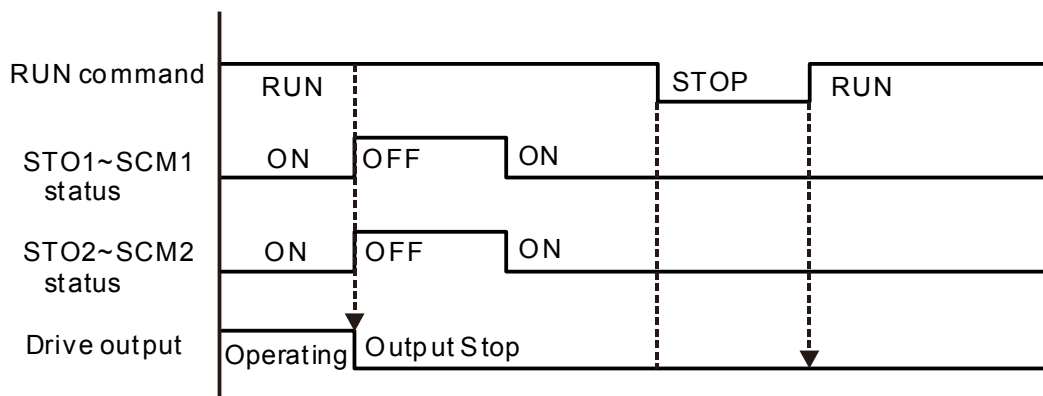 RUN command
RUN
STOP
RUN
STO1~SCM1
status
ON
OFF
ON
STO2~SCM2
status
ON
OFF
ON
Drive output
Operating
Output Stop